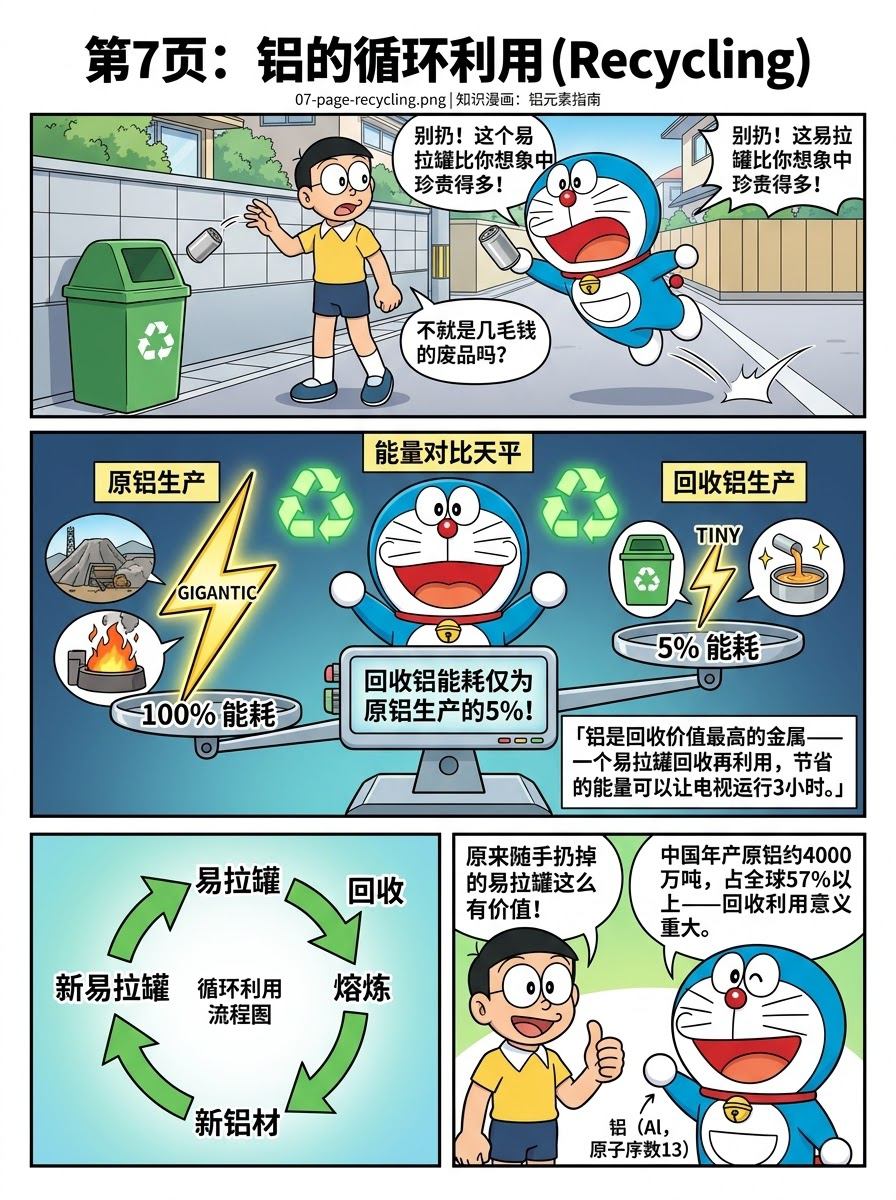 第7页：铝的循环利用(Recycling)
07-page-recycling.png | 知识漫画：铝元素指南
别扔！这个易
拉罐比你想象中
珍贵得多！
别扔！这易拉
罐比你想象中
珍贵得多！
不就是几毛钱
的废品吗？
能量对比天平
原铝生产
回收铝生产
GIGANTIC
TINY
100% 能耗
5% 能耗
回收铝能耗仅为
原铝生产的5%！
「铝是回收价值最高的金属——
一个易拉罐回收再利用，节省
的能量可以让电视运行3小时。」
易拉罐
回收
熔炼
新铝材
新易拉罐
循环利用
流程图
原来随手扔掉
的易拉罐这么
有价值！
中国年产原铝约4000
万吨，占全球57%以
上——回收利用意义
重大。
铝（Al，
原子序数13）